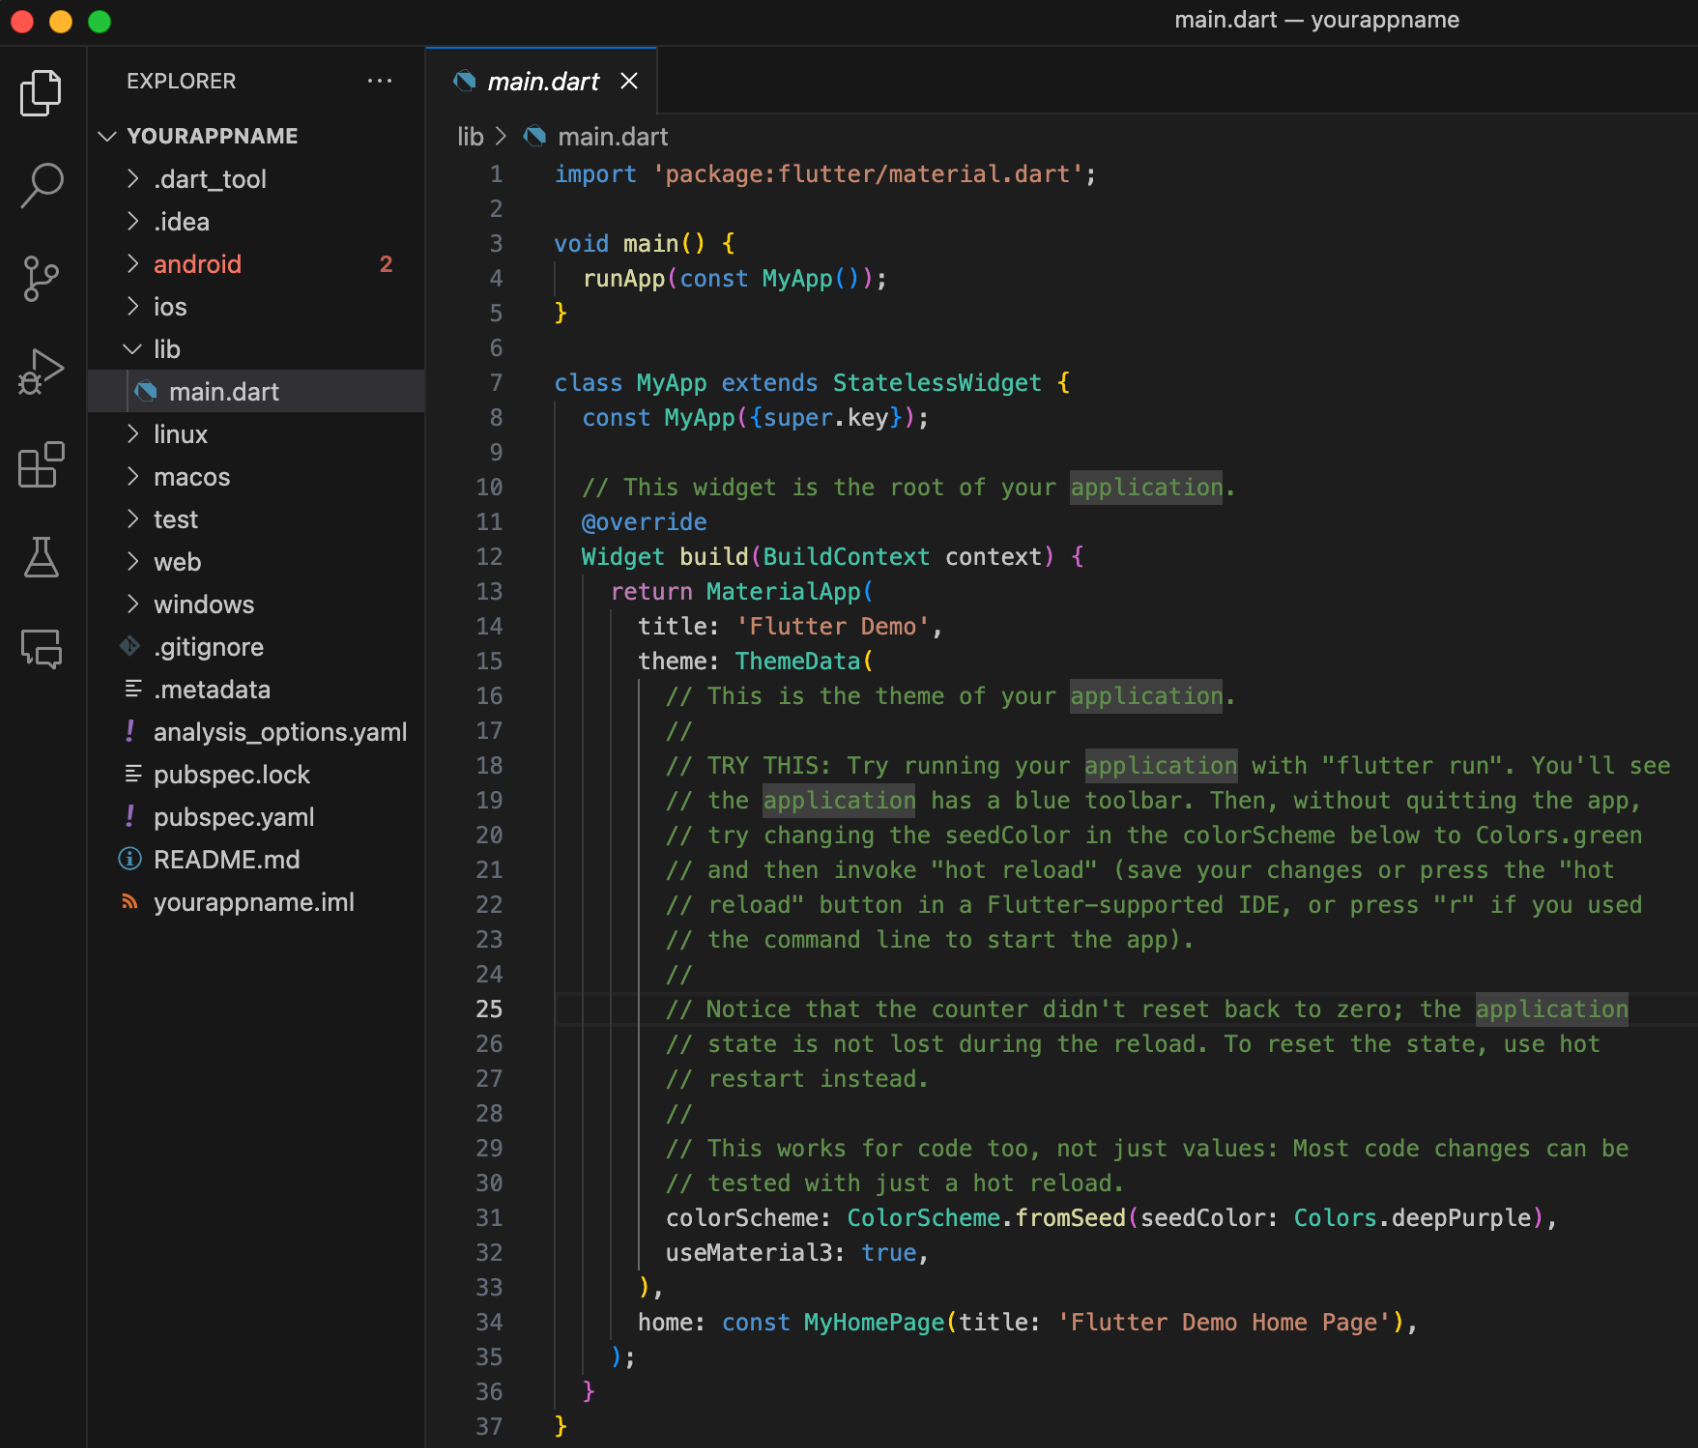 main.dart — yourappname
EXPLORER
YOURAPPNAME
.dart_tool
.idea
android 2
ios
lib
main.dart
linux
macos
test
web
windows
.gitignore
.metadata
analysis_options.yaml
pubspec.lock
pubspec.yaml
README.md
yourappname.iml
main.dart
lib > main.dart
1 import 'package:flutter/material.dart';
2
3 void main() {
4 runApp(const MyApp());
5 }
6
7 class MyApp extends StatelessWidget {
8 const MyApp({super.key});
9
10 // This widget is the root of your application.
11 @override
12 Widget build(BuildContext context) {
13 return MaterialApp(
14 title: 'Flutter Demo',
15 theme: ThemeData(
16 // This is the theme of your application.
17 //
18 // TRY THIS: Try running your application with "flutter run". You'll see
19 // the application has a blue toolbar. Then, without quitting the app,
20 // try changing the seedColor in the colorScheme below to Colors.green
21 // and then invoke "hot reload" (save your changes or press the "hot
22 // reload" button in a Flutter-supported IDE, or press "r" if you used
23 // the command line to start the app).
24 //
25 // Notice that the counter didn't reset back to zero; the application
26 // state is not lost during the reload. To reset the state, use hot
27 // restart instead.
28 //
29 // This works for code too, not just values: Most code changes can be
30 // tested with just a hot reload.
31 colorScheme: ColorScheme.fromSeed(seedColor: Colors.deepPurple),
32 useMaterial3: true,
33 ),
34 home: const MyHomePage(title: 'Flutter Demo Home Page'),
35 );
36 }
37 }